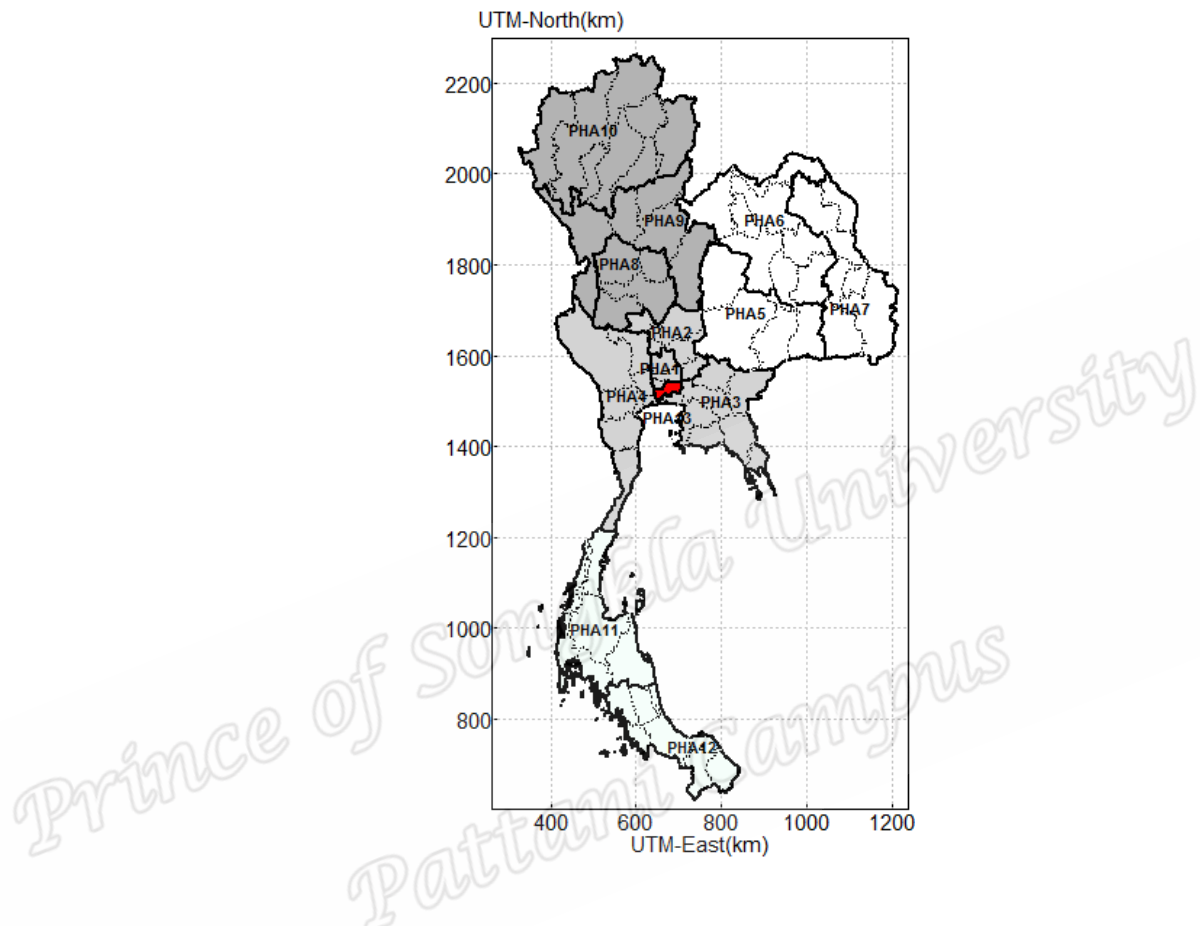 UTM-North(km)
2200
PHA10
2000
PHA9
PHA6
1800
PHA8
PHA5
PHA7
PHA2
1600
PHA1
PHA4
PHA3
PHA13
1400
1200
1000
PHA11
800
PHA12
400 600 800 1000 1200
UTM-East(km)
Prince of Songkla University
Pattani Campus